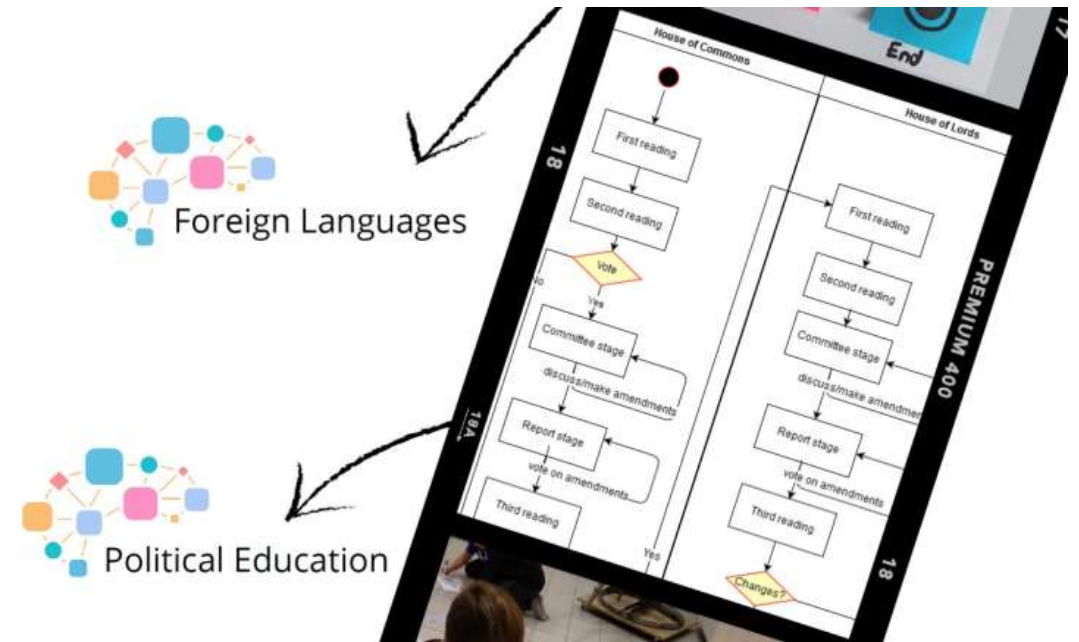 End
17
House of Commons
House of Lords
18
First reading
Second reading
Vote
No
Yes
Committee stage
discuss/make amendments
Report stage
vote on amendments
Third reading
Yes
First reading
Second reading
Committee stage
discuss/make amendmen
Report stage
vote on amendments
Third reading
Changes?
PREMIUM 400
18
18A
Foreign Languages
Political Education